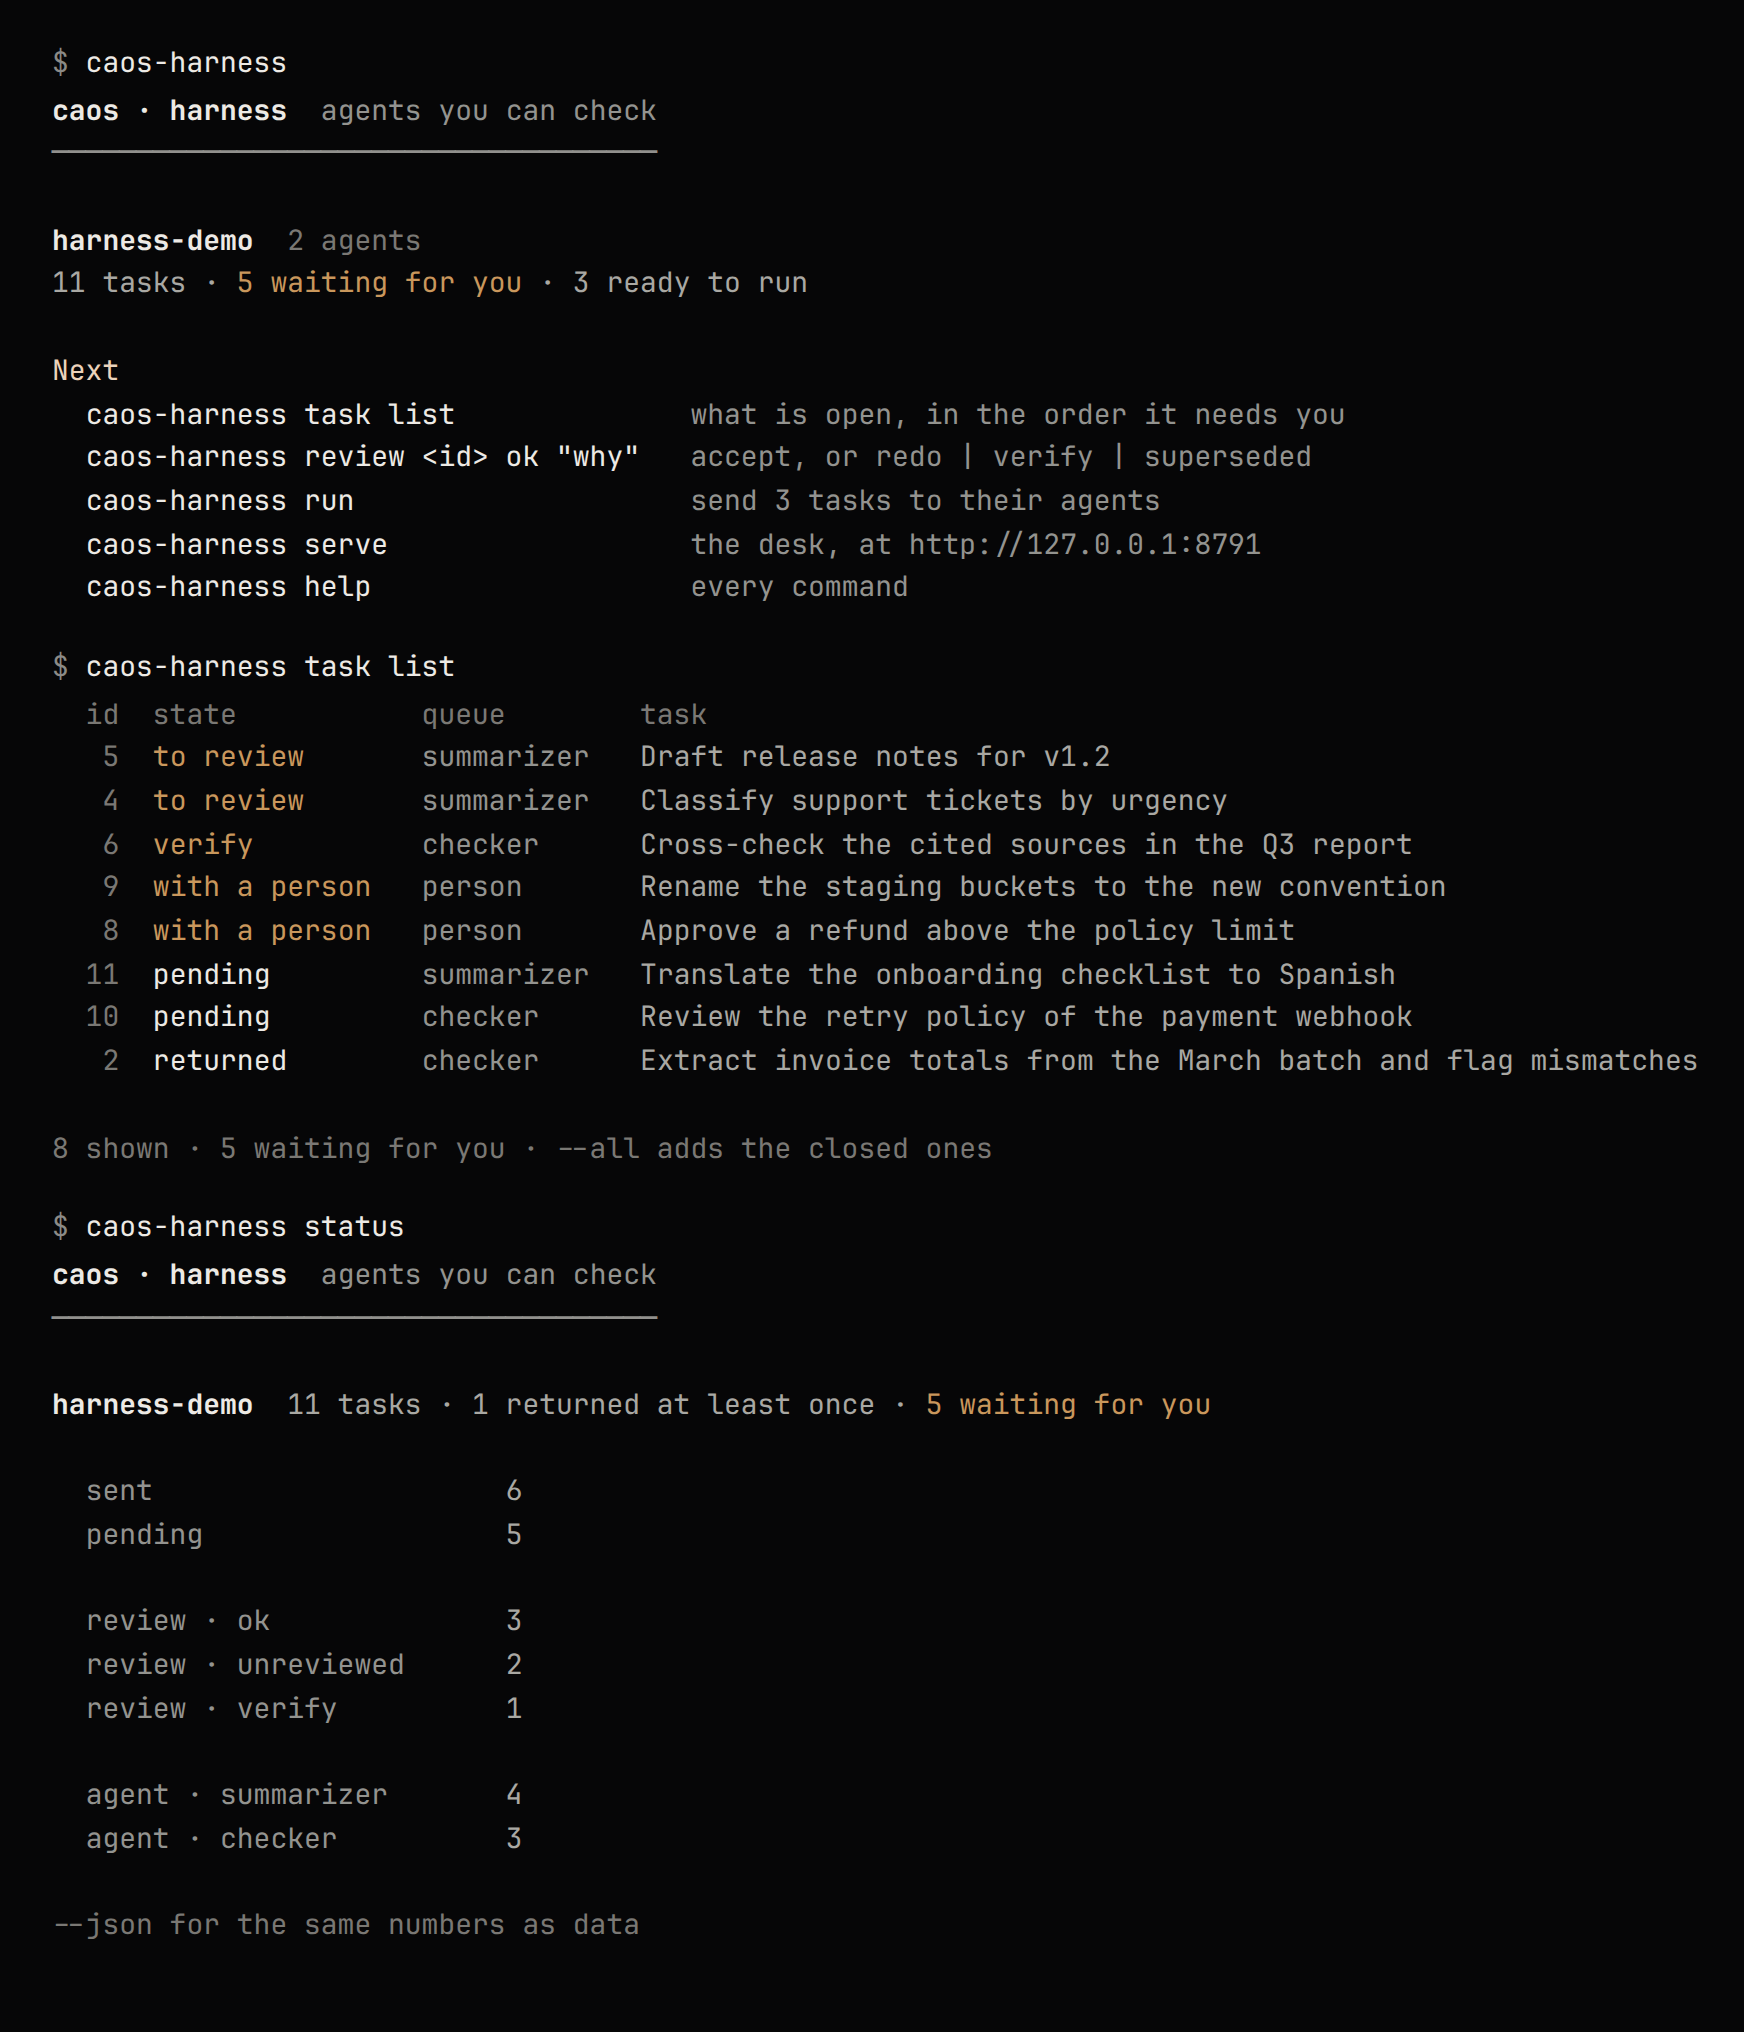 $ caos-harness
caos · harness  agents you can check
harness-demo  2 agents
11 tasks · 5 waiting for you · 3 ready to run
Next
caos-harness task list  what is open, in the order it needs you
caos-harness review <id> ok "why"  accept, or redo | verify | superseded
caos-harness run  send 3 tasks to their agents
caos-harness serve  the desk, at http://127.0.0.1:8791
caos-harness help  every command
$ caos-harness task list
id  state  queue  task
5  to review  summarizer  Draft release notes for v1.2
4  to review  summarizer  Classify support tickets by urgency
6  verify  checker  Cross-check the cited sources in the Q3 report
9  with a person  person  Rename the staging buckets to the new convention
8  with a person  person  Approve a refund above the policy limit
11  pending  summarizer  Translate the onboarding checklist to Spanish
10  pending  checker  Review the retry policy of the payment webhook
2  returned  checker  Extract invoice totals from the March batch and flag mismatches
8 shown · 5 waiting for you · --all adds the closed ones
$ caos-harness status
caos · harness  agents you can check
harness-demo  11 tasks · 1 returned at least once · 5 waiting for you
sent  6
pending  5
review · ok  3
review · unreviewed  2
review · verify  1
agent · summarizer  4
agent · checker  3
--json for the same numbers as data